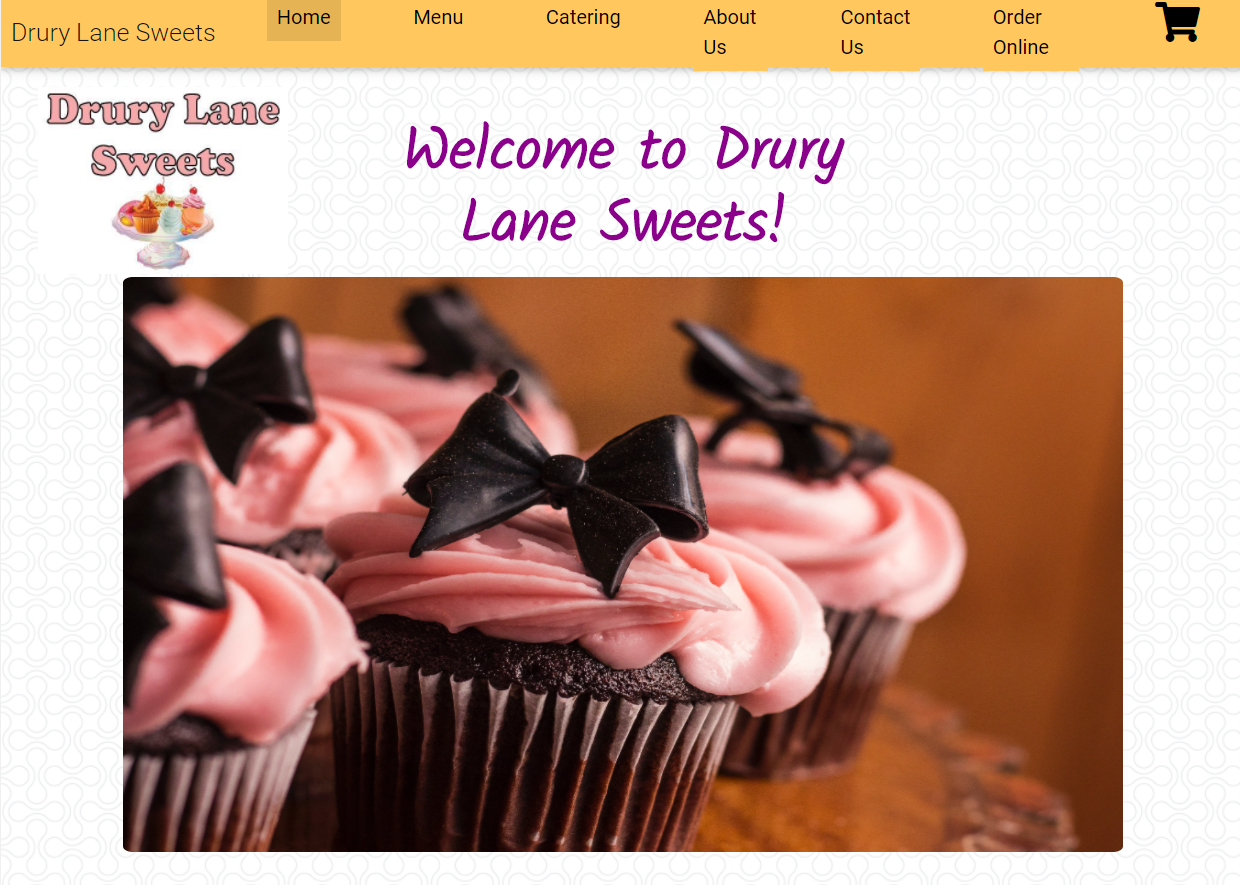 Drury Lane Sweets
Home
Menu
Catering
About
Us
Contact
Us
Order
Online
Drury Lane
Sweets
Welcome to Drury
Lane Sweets!